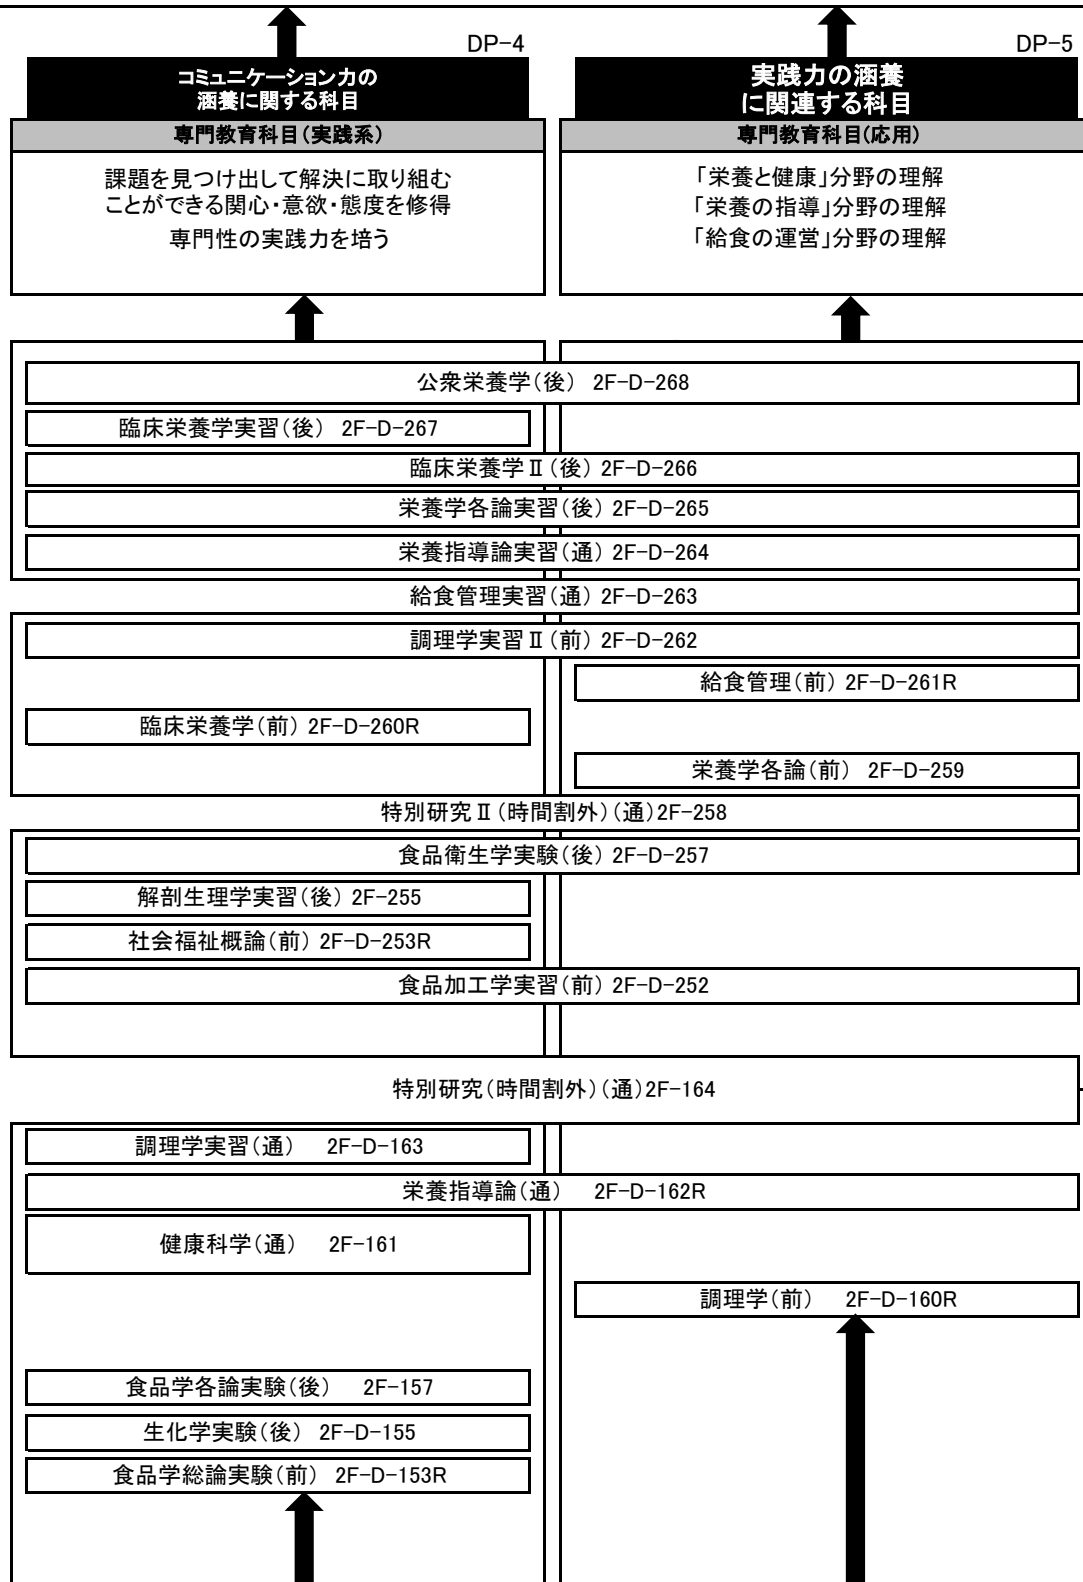 DP-4
コミュニケーション力の
涵養に関する科目
専門教育科目(実践系)
課題を見つけ出して解決に取り組む
ことができる関心・意欲・態度を修得
専門性の実践力を培う
DP-5
実践力の涵養
に関連する科目
専門教育科目(応用)
「栄養と健康」分野の理解
「栄養の指導」分野の理解
「給食の運営」分野の理解
公衆栄養学(後) 2F-D-268
臨床栄養学実習(後) 2F-D-267
臨床栄養学Ⅱ(後) 2F-D-266
栄養学各論実習(後) 2F-D-265
栄養指導論実習(通) 2F-D-264
給食管理実習(通) 2F-D-263
調理学実習Ⅱ(前) 2F-D-262
給食管理(前) 2F-D-261R
臨床栄養学(前) 2F-D-260R
栄養学各論(前) 2F-D-259
特別研究Ⅱ(時間割外)(通)2F-258
食品衛生学実験(後) 2F-D-257
解剖生理学実習(後) 2F-255
社会福祉概論(前) 2F-D-253R
食品加工学実習(前) 2F-D-252
特別研究(時間割外)(通)2F-164
調理学実習(通) 2F-D-163
栄養指導論(通) 2F-D-162R
健康科学(通) 2F-161
調理学(前) 2F-D-160R
食品学各論実験(後) 2F-157
生化学実験(後) 2F-D-155
食品学総論実験(前) 2F-D-153R